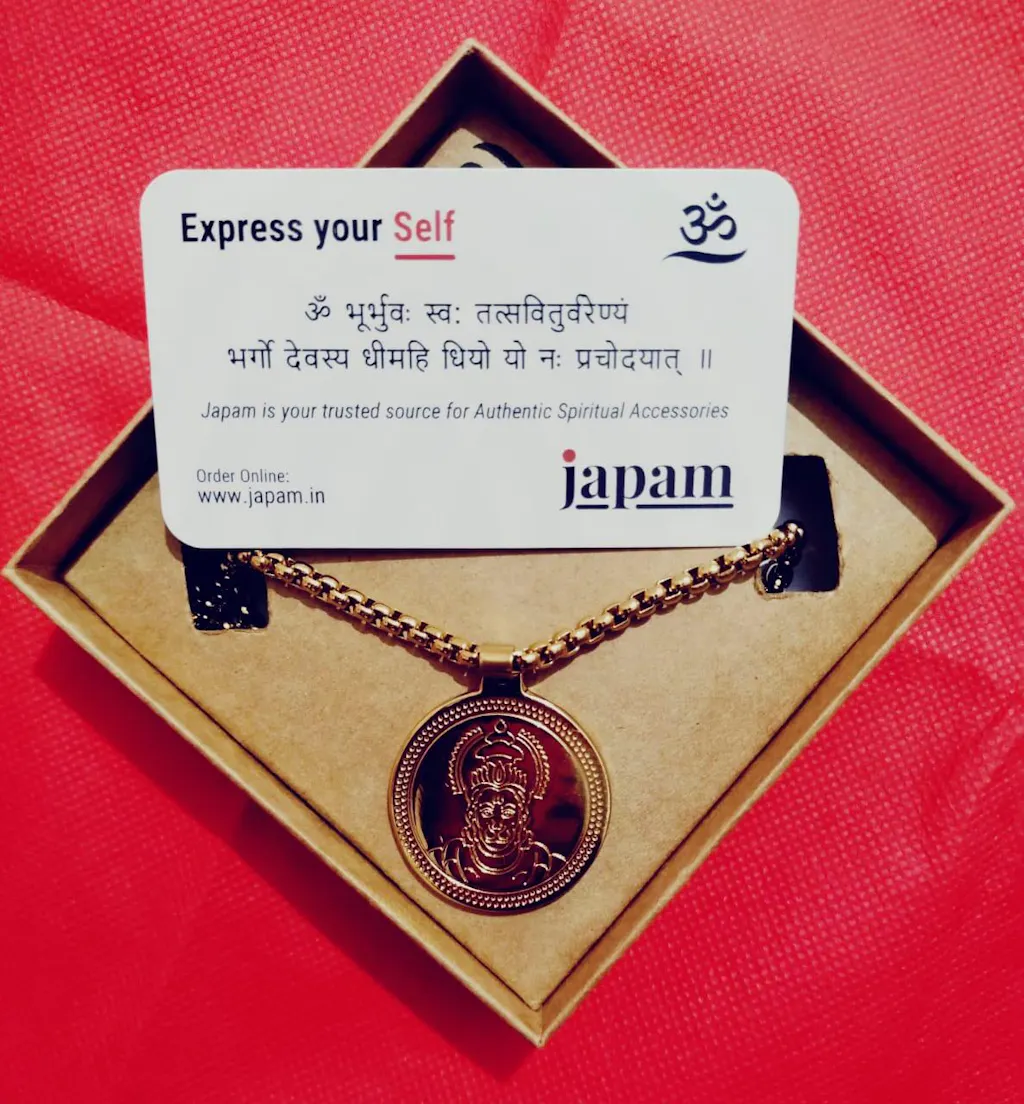 Express your Self
ॐ
ॐ भूर्भुवः स्वः तत्सवितुर्वरेण्यं
भर्गो देवस्य धीमहि धियो यो नः प्रचोदयात् ॥
Japam is your trusted source for Authentic Spiritual Accessories
Order Online:
www.japam.in
japam